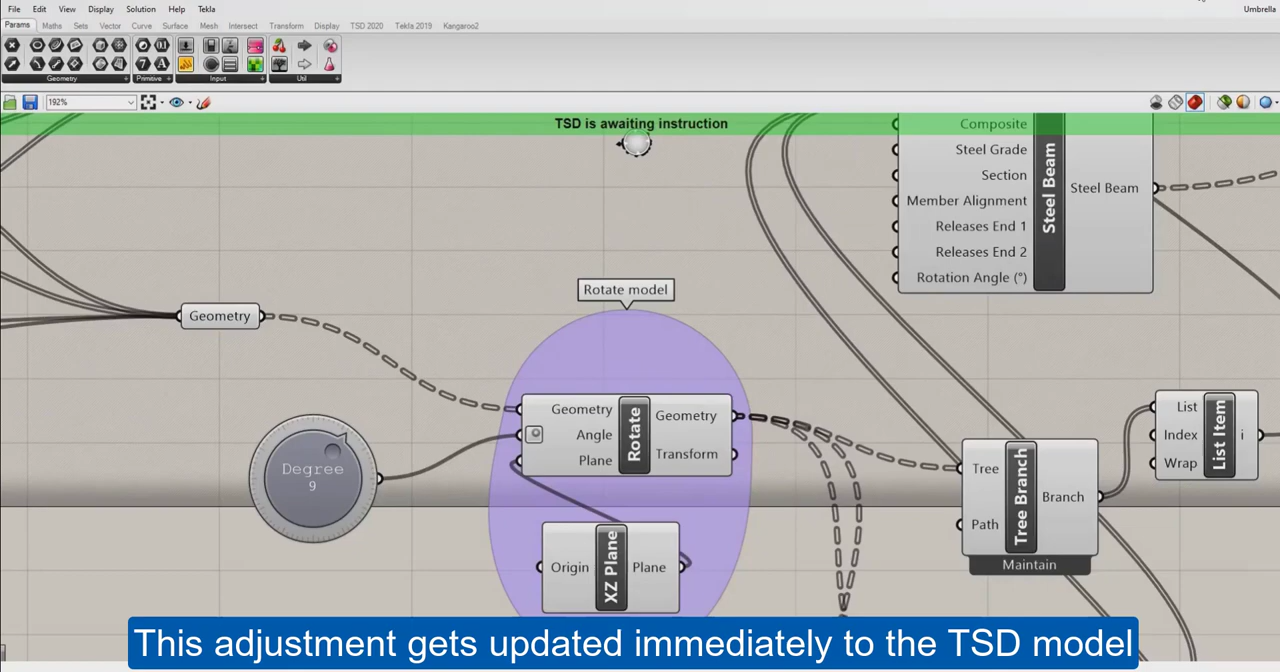 File Edit View Display Solution Help Tekla
Umbrella
Params Maths Sets Vector Curve Surface Mesh Intersect Transform Display TSD 2020 Tekla 2019 Kangaroo2
Geometry Primitive Input Util
192%
TSD is awaiting instruction
Composite
Steel Grade
Section
Member Alignment
Releases End 1
Releases End 2
Rotation Angle (°)
Steel Beam
Steel Beam
Rotate model
Geometry
Geometry
Angle
Plane
Rotate
Geometry
Transform
Degree
9
Origin
XZ Plane
Plane
Tree
Path
Tree Branch
Branch
Maintain
List
Index
Wrap
List Item
i
This adjustment gets updated immediately to the TSD model